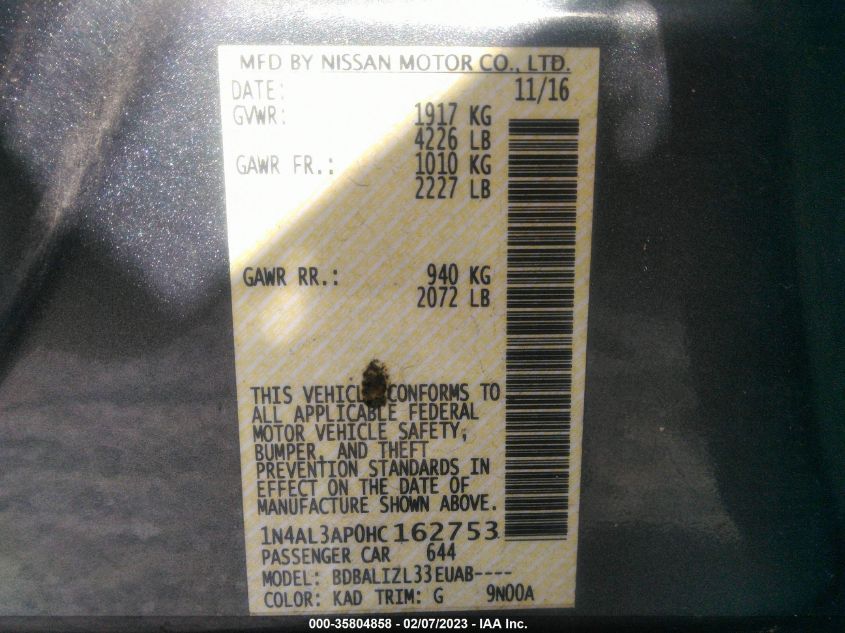 MFD BY NISSAN MOTOR CO., LTD.
DATE: 11/16
GVWR: 1917 KG
4226 LB
GAWR FR.: 1010 KG
2227 LB
GAWR RR.: 940 KG
2072 LB
THIS VEHICLE CONFORMS TO
ALL APPLICABLE FEDERAL
MOTOR VEHICLE SAFETY,
BUMPER, AND THEFT
PREVENTION STANDARDS IN
EFFECT ON THE DATE OF
MANUFACTURE SHOWN ABOVE.
1N4AL3AP0HC162753
PASSENGER CAR 644
MODEL: BDBALIZL33EUAB----
COLOR: KAD TRIM: G 9N00A
000-35804858 - 02/07/2023 - IAA Inc.